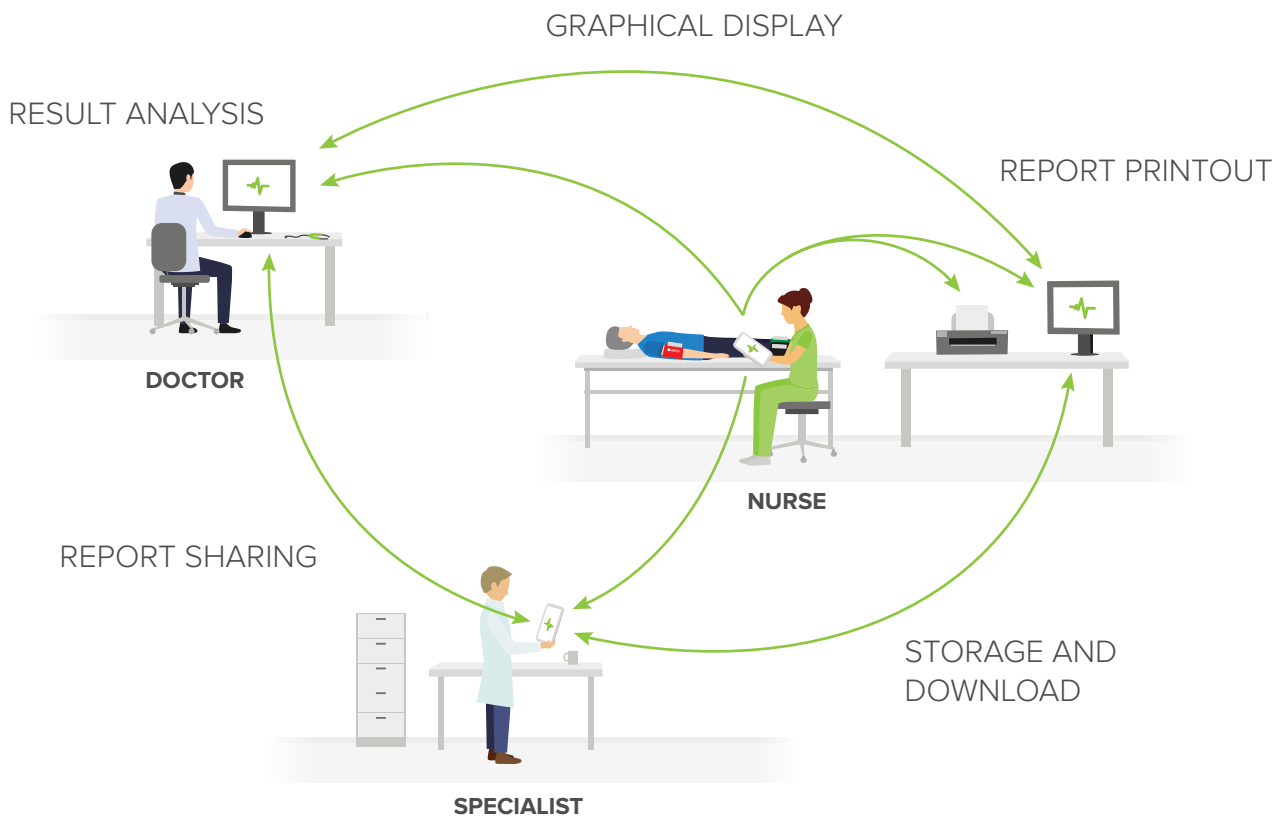 GRAPHICAL DISPLAY
RESULT ANALYSIS
REPORT PRINTOUT
DOCTOR
NURSE
REPORT SHARING
STORAGE AND
DOWNLOAD
SPECIALIST